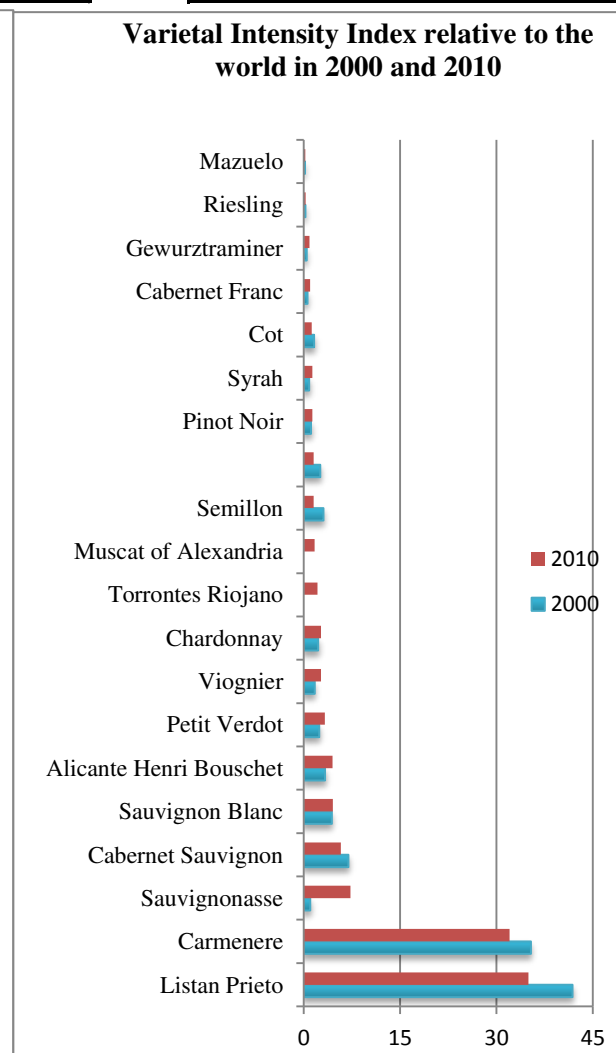 Varietal Intensity Index relative to the
world in 2000 and 2010
Mazuelo
Riesling
Gewurztraminer
Cabernet Franc
Cot
Syrah
Pinot Noir
Semillon
Muscat of Alexandria
Torrontes Riojano
Chardonnay
Viognier
Petit Verdot
Alicante Henri Bouschet
Sauvignon Blanc
Cabernet Sauvignon
Sauvignonasse
Carmenere
Listan Prieto
2010
2000
0 15 30 45